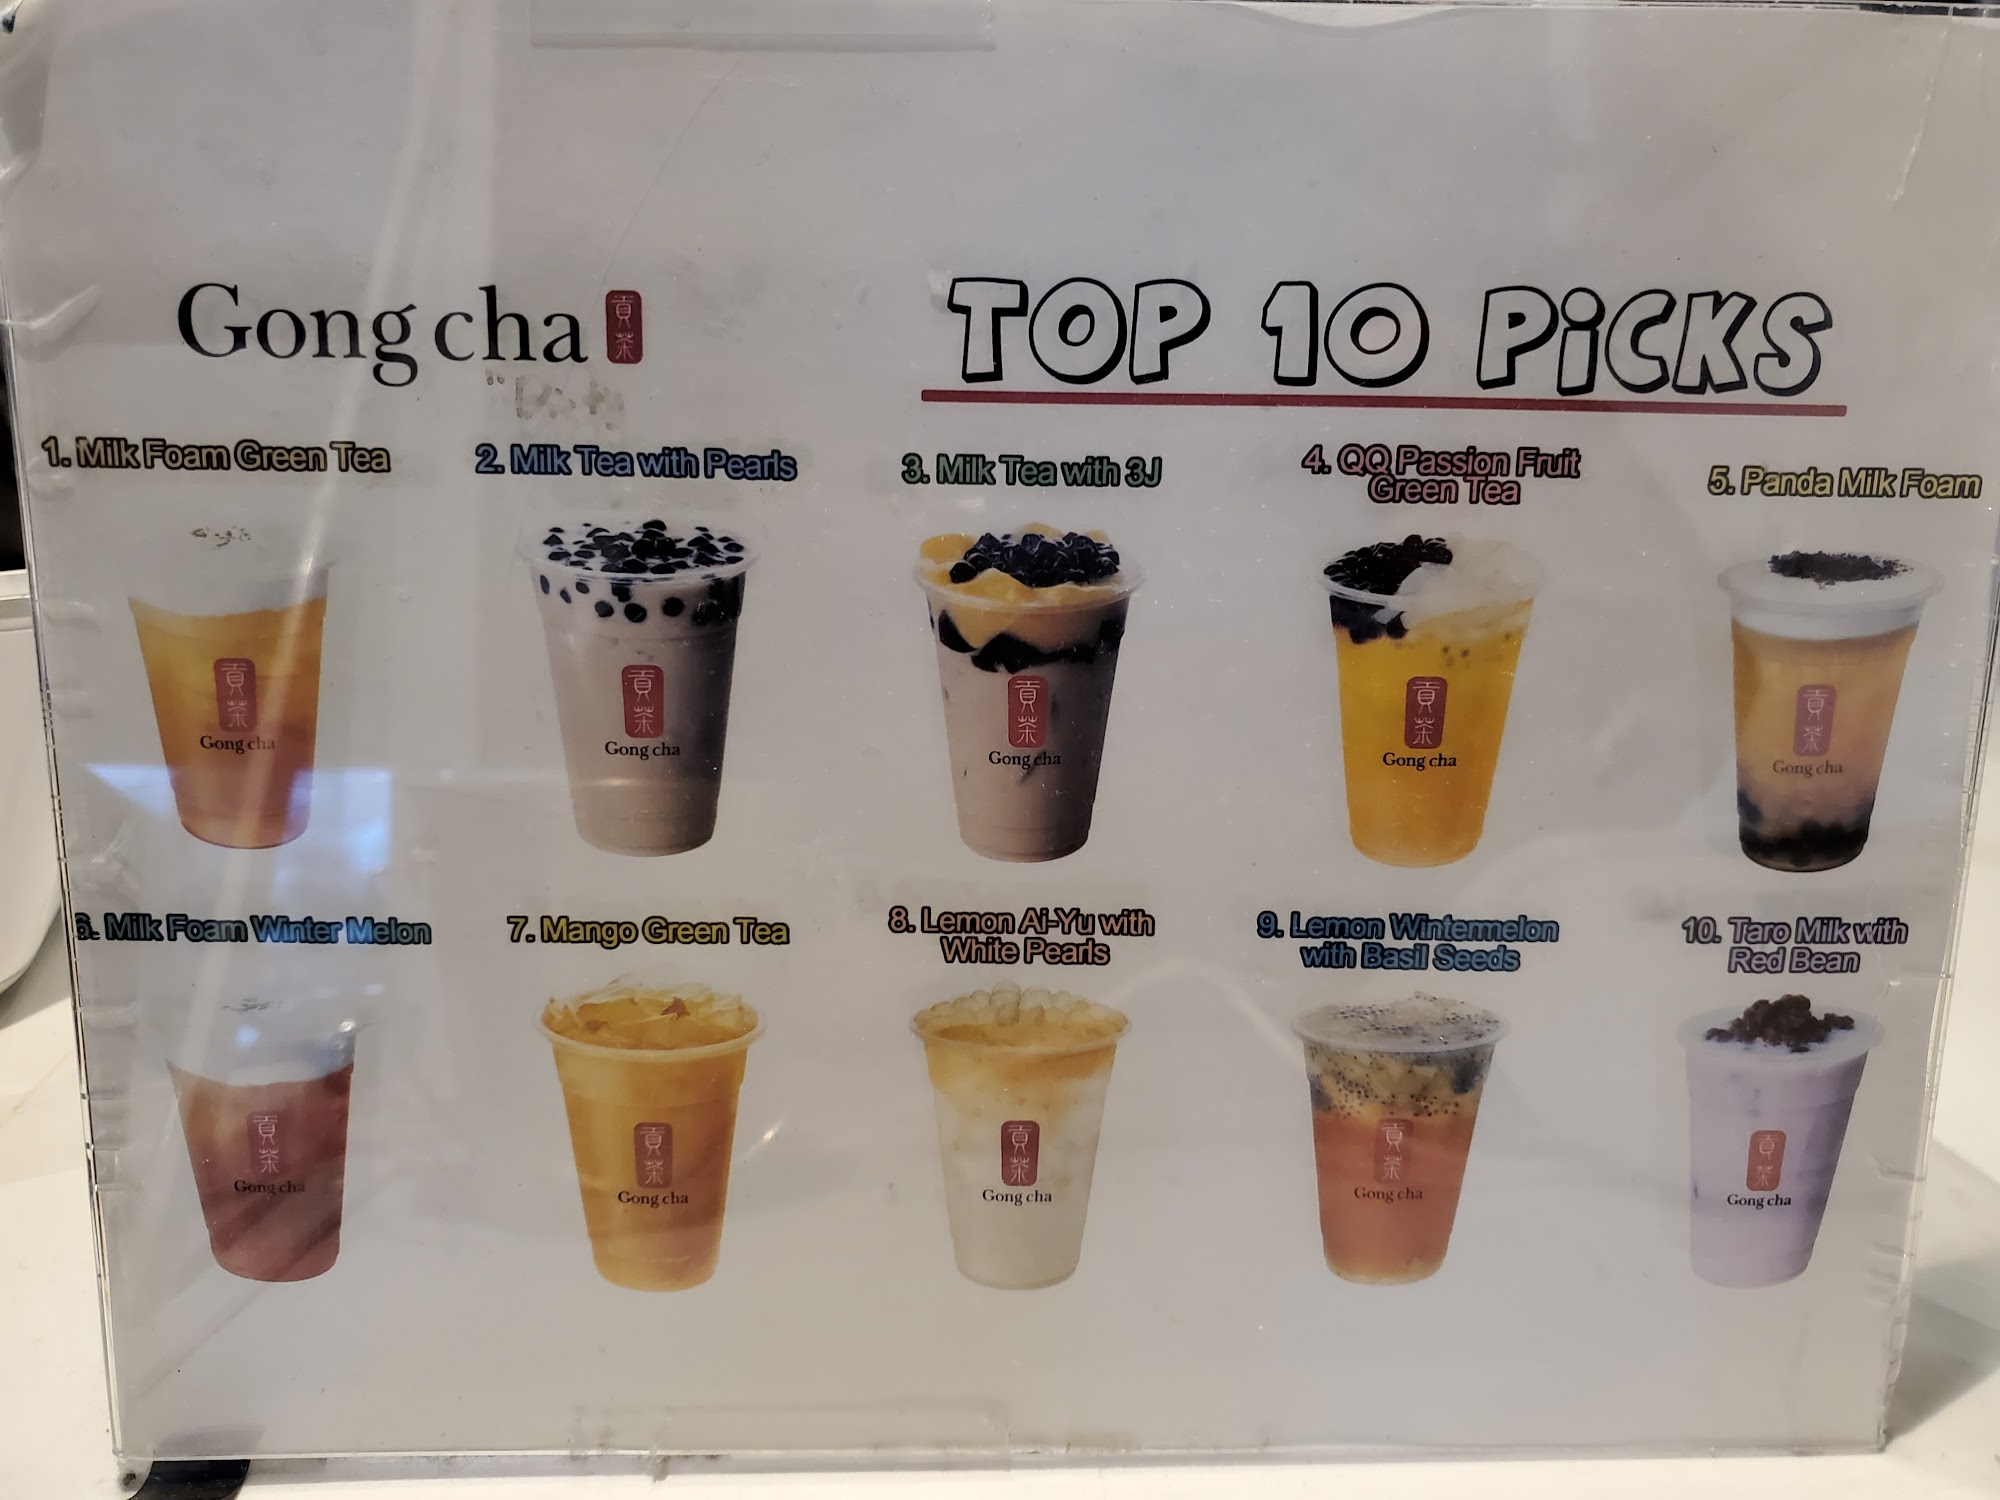 Gong cha 貢茶
TOP 10 PiCKS
1. Milk Foam Green Tea
2. Milk Tea with Pearls
3. Milk Tea with 3J
4. QQ Passion Fruit
Green Tea
5. Panda Milk Foam
貢茶
Gong cha
貢茶
Gong cha
貢茶
Gong cha
貢茶
Gong cha
貢茶
Gong cha
6. Milk Foam Winter Melon
7. Mango Green Tea
8. Lemon Ai-Yu with
White Pearls
9. Lemon Wintermelon
with Basil Seeds
10. Taro Milk with
Red Bean
貢茶
Gong cha
貢茶
Gong cha
貢茶
Gong cha
貢茶
Gong cha
貢茶
Gong cha